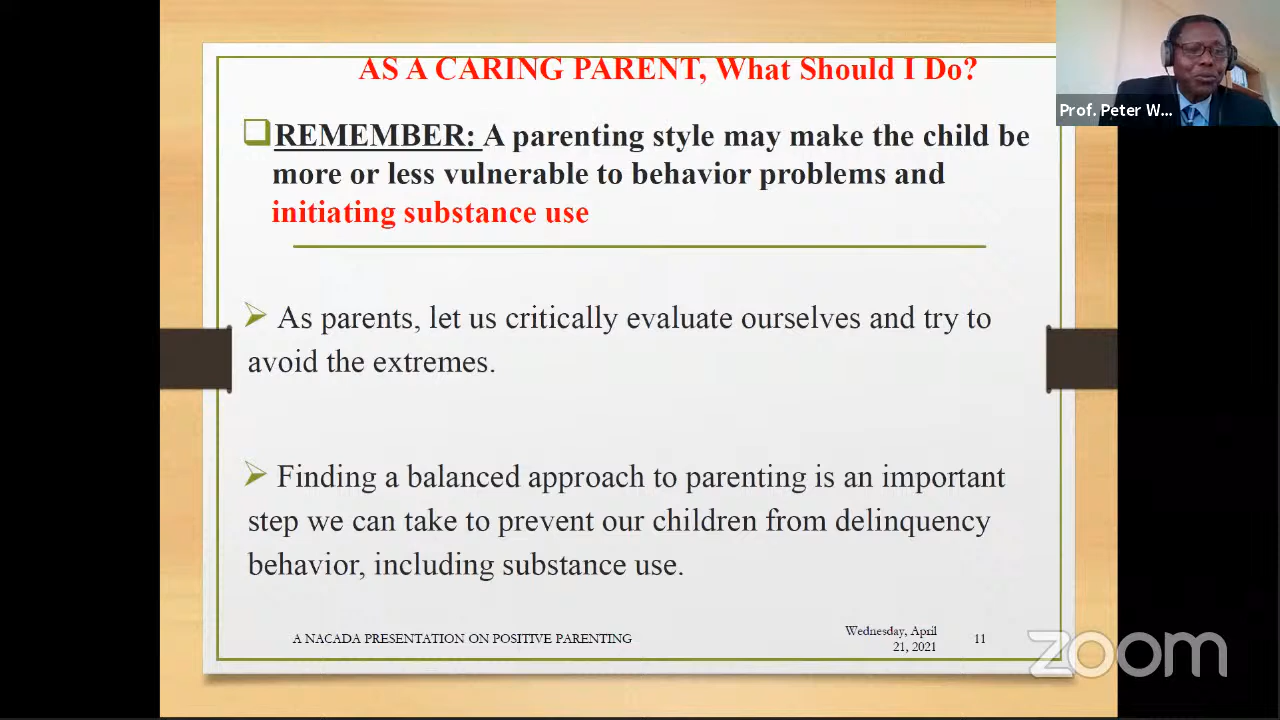 AS A CARING PARENT, What Should I Do?
REMEMBER: A parenting style may make the child be
more or less vulnerable to behavior problems and
initiating substance use
As parents, let us critically evaluate ourselves and try to
avoid the extremes.
Finding a balanced approach to parenting is an important
step we can take to prevent our children from delinquency
behavior, including substance use.
A NACADA PRESENTATION ON POSITIVE PARENTING
Wednesday, April
21, 2021
11
Prof. Peter W...
zoom